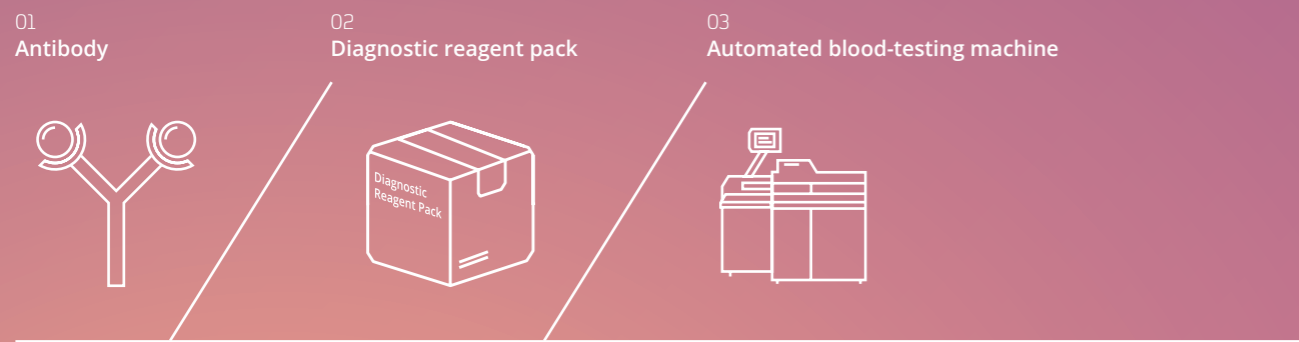 01
Antibody
02
Diagnostic reagent pack
03
Automated blood-testing machine
Diagnostic
Reagent Pack